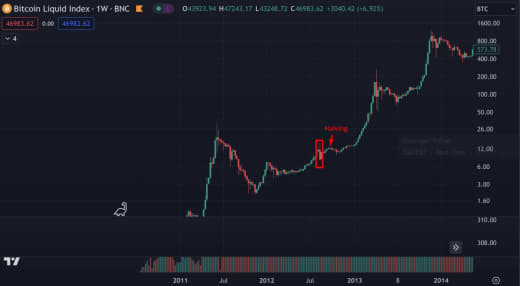 Bitcoin Liquid Index · 1W · BNC
O43923.94 H47243.17 L43248.72 C46983.62 +3040.42 (+6.92%)
BTC
46983.62 0.00 46983.62
4
1600.00
800.00
573.78
400.00
200.00
100.00
50.00
26.00
12.00
6.00
3.00
1.60
310.00
308.00
Halving
2011 Jul 2012 Jul 2013 8 2014